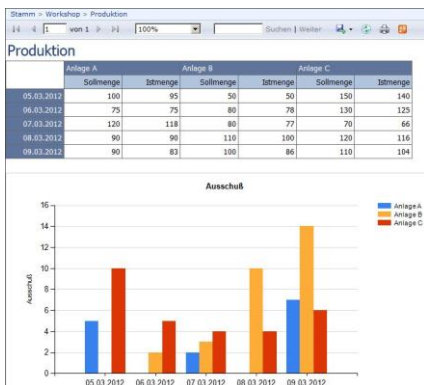 Stamm > Workshop > Produktion
1 von 1 100% Suchen | Weiter
Produktion
Anlage A Anlage B Anlage C
Sollmenge Istmenge Sollmenge Istmenge Sollmenge Istmenge
05.03.2012 100 95 50 50 150 140
06.03.2012 75 75 80 78 130 125
07.03.2012 120 118 80 77 70 66
08.03.2012 90 90 110 100 120 116
09.03.2012 90 83 100 86 110 104
Ausschuß
16
14
12
10
8
6
4
2
0
Ausschuß
05.03.2012 06.03.2012 07.03.2012 08.03.2012 09.03.2012
Anlage A
Anlage B
Anlage C